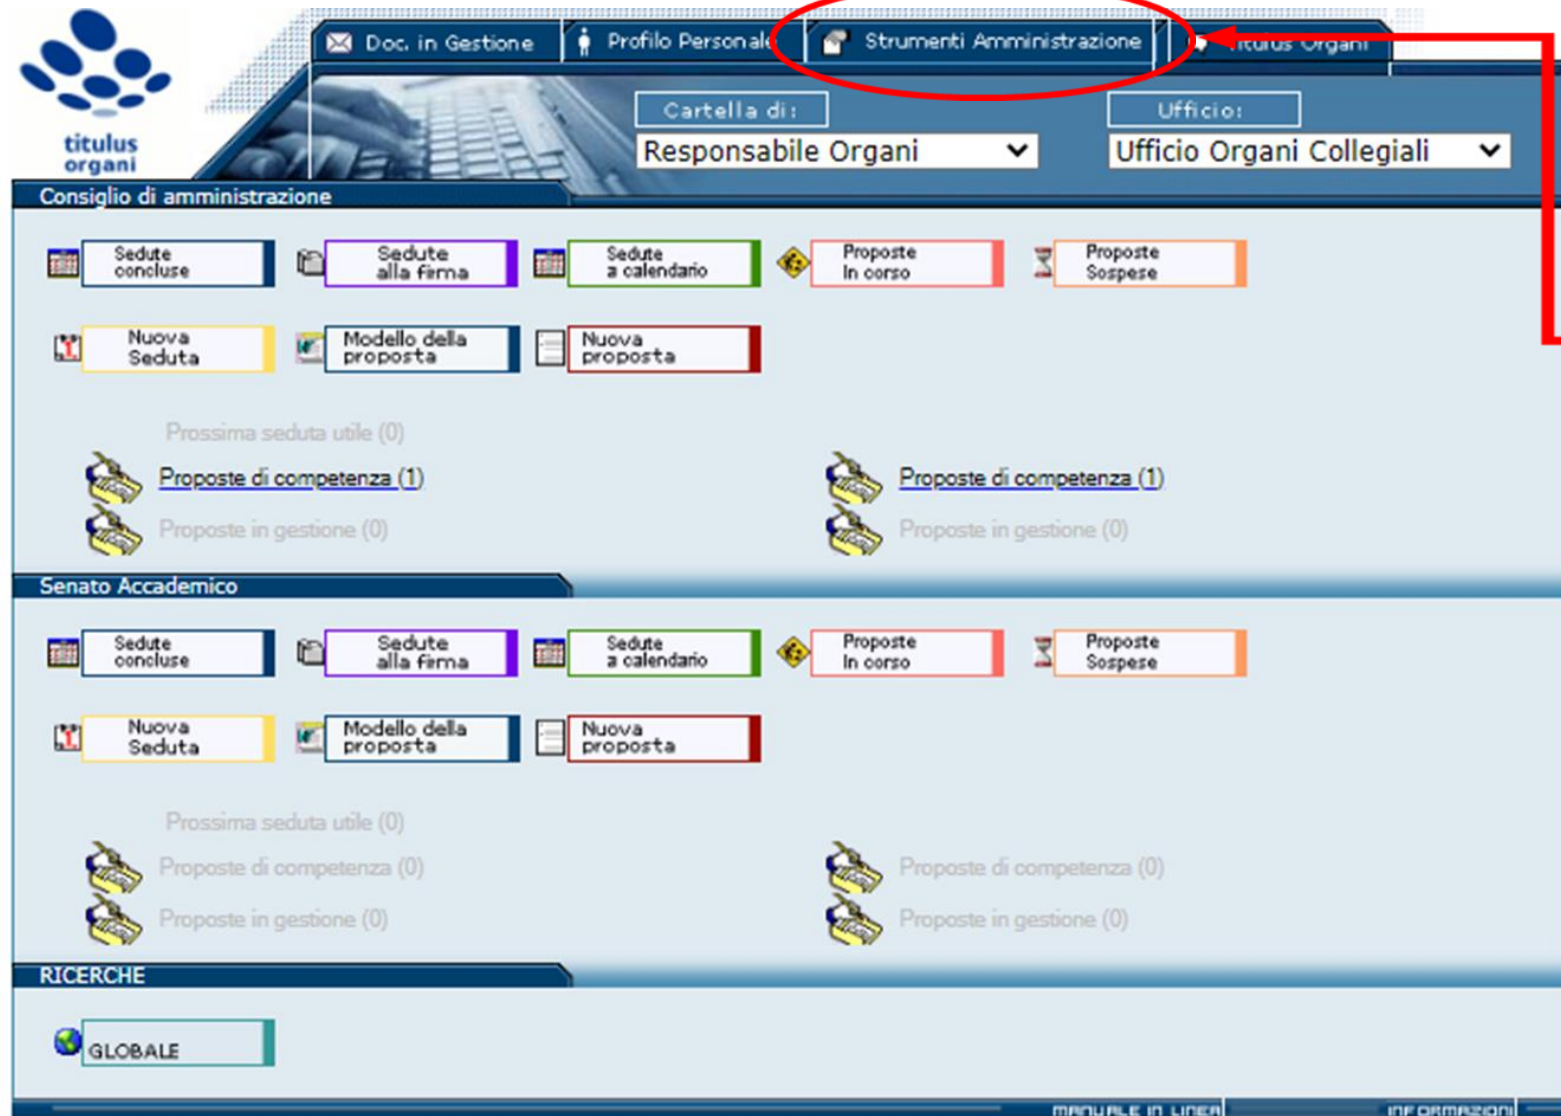 Doc. in Gestione
Profilo Personale
Strumenti Amministrazione
Titulus Organi
titulus
organi
Cartella di:
Ufficio:
Responsabile Organi
Ufficio Organi Collegiali
Consiglio di amministrazione
Sedute
concluse
Sedute
alla firma
Sedute
a calendario
Proposte
In corso
Proposte
Sospese
Nuova
Seduta
Modello della
proposta
Nuova
proposta
Prossima seduta utile (0)
Proposte di competenza (1)
Proposte di competenza (1)
Proposte in gestione (0)
Proposte in gestione (0)
Senato Accademico
Sedute
concluse
Sedute
alla firma
Sedute
a calendario
Proposte
In corso
Proposte
Sospese
Nuova
Seduta
Modello della
proposta
Nuova
proposta
Prossima seduta utile (0)
Proposte di competenza (0)
Proposte di competenza (0)
Proposte in gestione (0)
Proposte in gestione (0)
RICERCHE
GLOBALE
MANUALE IN LINEA
INFORMAZIONI